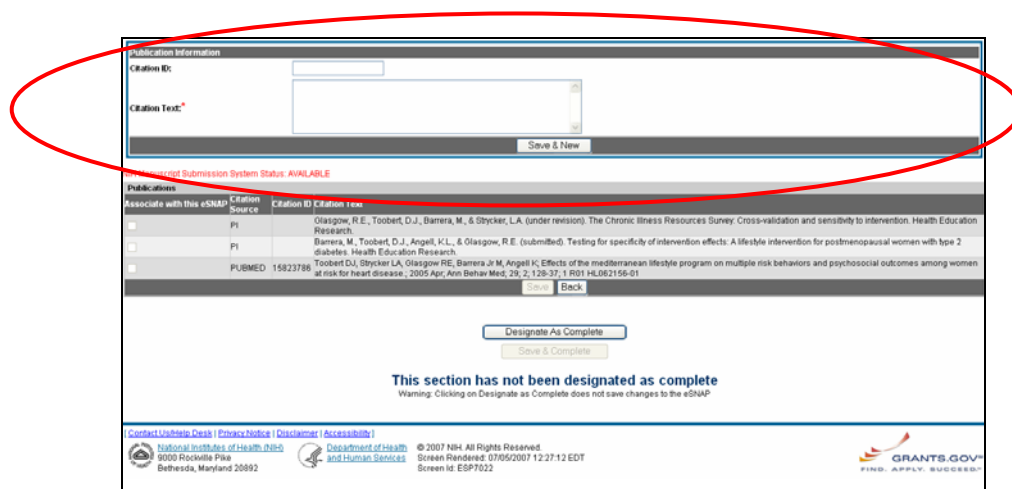 Publication Information
Citation ID:
Citation Text:*
Save & New
Manuscript Submission System Status: AVAILABLE
Publications
Associate with this eSNAP Citation Source Citation ID Citation Text
PI Glasgow, R.E., Toobert, D.J., Barrera, M., & Strycker, L.A. (under revision). The Chronic Illness Resources Survey: Cross-validation and sensitivity to intervention. Health Education
Research.
PI Barrera, M., Toobert, D.J., Angell, K.L., & Glasgow, R.E. (submitted). Testing for specificity of intervention effects: A lifestyle intervention for postmenopausal women with type 2
diabetes. Health Education Research.
PUBMED 15823786 Toobert DJ, Strycker LA, Glasgow RE, Barrera Jr M, Angell K; Effects of the mediterranean lifestyle program on multiple risk behaviors and psychosocial outcomes among women
at risk for heart disease.; 2005 Apr; Ann Behav Med; 29; 2; 128-37; 1 R01 HL062156-01
Save Back
Designate As Complete
Save & Complete
This section has not been designated as complete
Warning: Clicking on Designate as Complete does not save changes to the eSNAP
[ Contact Us/Help Desk | Privacy Notice | Disclaimer | Accessibility ]
National Institutes of Health (NIH)
9000 Rockville Pike
Bethesda, Maryland 20892
Department of Health
and Human Services
© 2007 NIH. All Rights Reserved.
Screen Rendered: 07/05/2007 12:27:12 EDT
Screen Id: ESP7022
GRANTS.GOV
FIND. APPLY. SUCCEED.